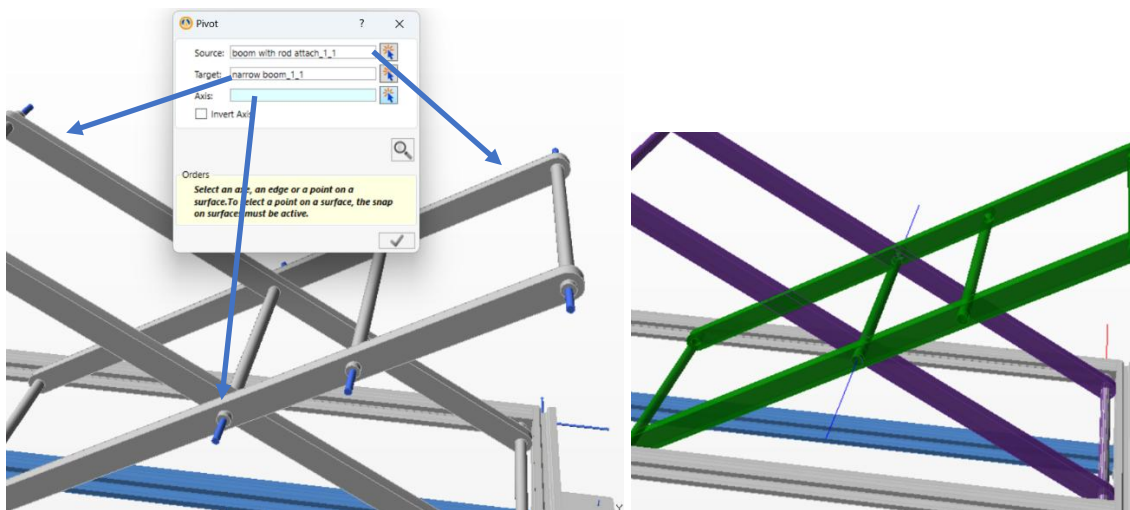 Pivot
Source: boom with rod attach_1_1
Target: narrow boom_1_1
Axis:
Invert Axis
Orders
Select an axe, an edge or a point on a
surface.To select a point on a surface, the snap
on surfaces must be active.
Y